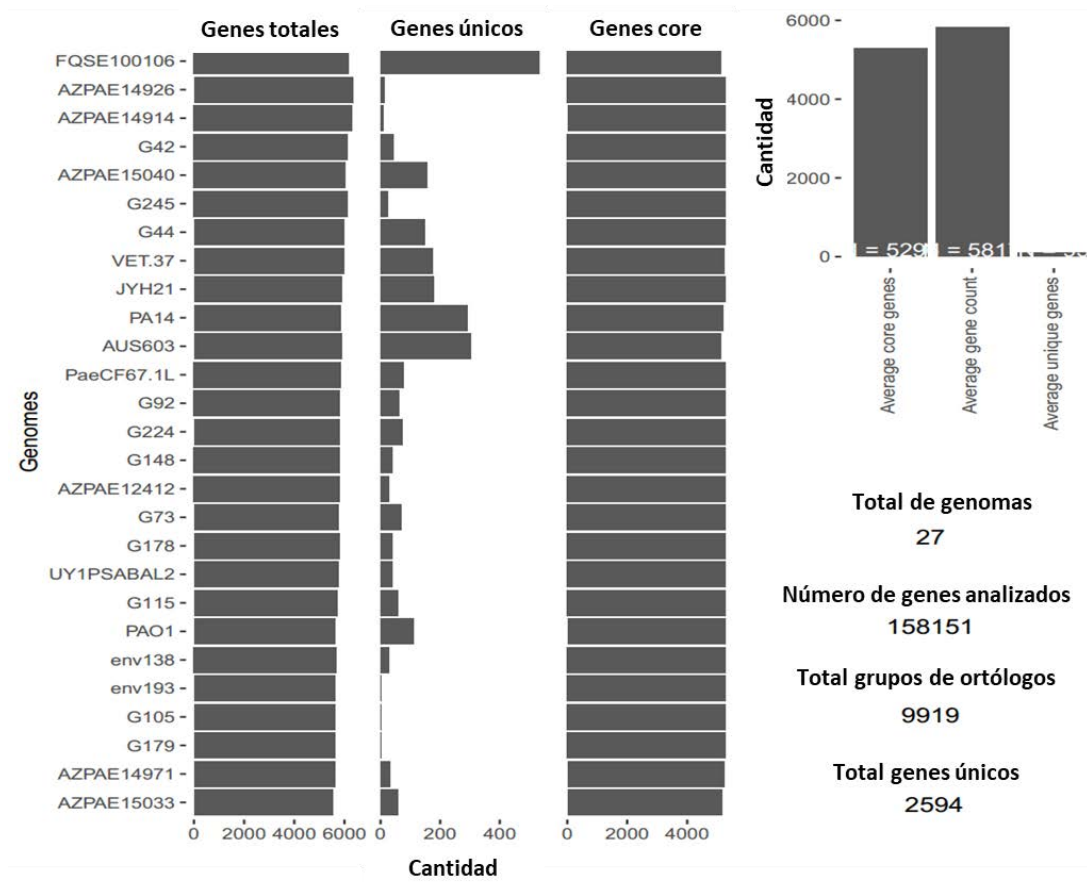 Genes totales
Genes únicos
Genes core
FQSE100106
AZPAE14926
AZPAE14914
G42
AZPAE15040
G245
G44
VET.37
JYH21
PA14
AUS603
PaeCF67.1L
G92
G224
G148
AZPAE12412
G73
G178
UY1PSABAL2
G115
PAO1
env138
env193
G105
G179
AZPAE14971
AZPAE15033
Genomes
0 2000 4000 6000
0 200 400
0 2000 4000
Cantidad
6000
4000
2000
0
Cantidad
= 529
= 581
Average core genes
Average gene count
Average unique genes
Total de genomas
27
Número de genes analizados
158151
Total grupos de ortólogos
9919
Total genes únicos
2594